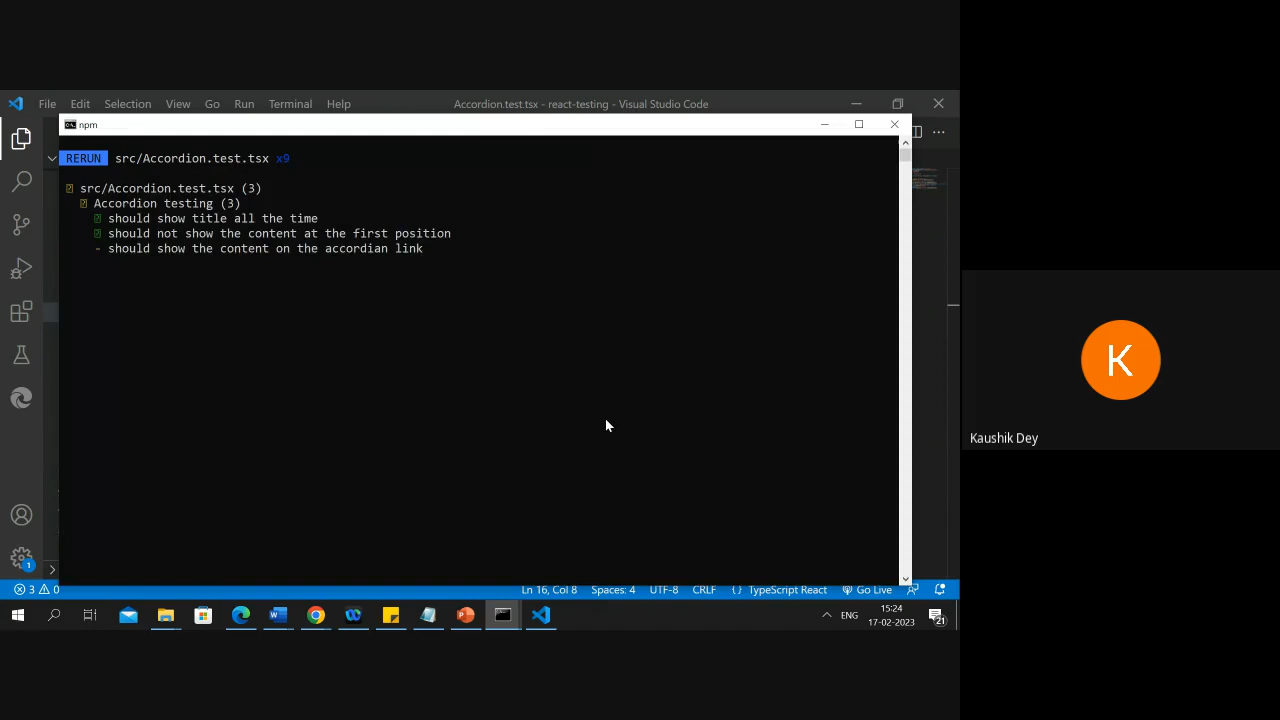 File Edit Selection View Go Run Terminal Help
Accordion.test.tsx - react-testing - Visual Studio Code
npm
RERUN src/Accordion.test.tsx x9
src/Accordion.test.tsx (3)
Accordion testing (3)
should show title all the time
should not show the content at the first position
- should show the content on the accordian link
K
Kaushik Dey
1
3 0 Ln 16, Col 8 Spaces: 4 UTF-8 CRLF {} TypeScript React Go Live
ENG
15:24
17-02-2023
21